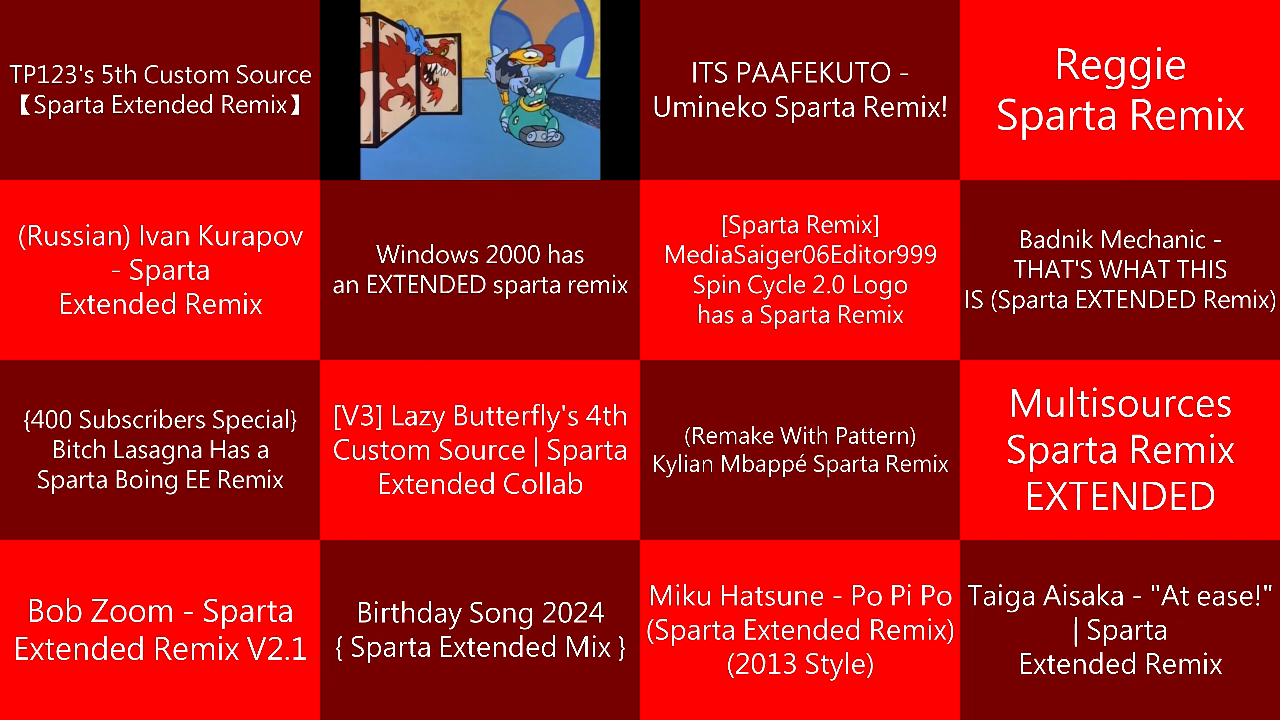 TP123's 5th Custom Source
【Sparta Extended Remix】
ITS PAAFEKUTO -
Umineko Sparta Remix!
Reggie
Sparta Remix
(Russian) Ivan Kurapov
- Sparta
Extended Remix
Windows 2000 has
an EXTENDED sparta remix
[Sparta Remix]
MediaSaiger06Editor999
Spin Cycle 2.0 Logo
has a Sparta Remix
Badnik Mechanic -
THAT'S WHAT THIS
IS (Sparta EXTENDED Remix)
{400 Subscribers Special}
Bitch Lasagna Has a
Sparta Boing EE Remix
[V3] Lazy Butterfly's 4th
Custom Source | Sparta
Extended Collab
(Remake With Pattern)
Kylian Mbappé Sparta Remix
Multisources
Sparta Remix
EXTENDED
Bob Zoom - Sparta
Extended Remix V2.1
Birthday Song 2024
{ Sparta Extended Mix }
Miku Hatsune - Po Pi Po
(Sparta Extended Remix)
(2013 Style)
Taiga Aisaka - "At ease!"
| Sparta
Extended Remix